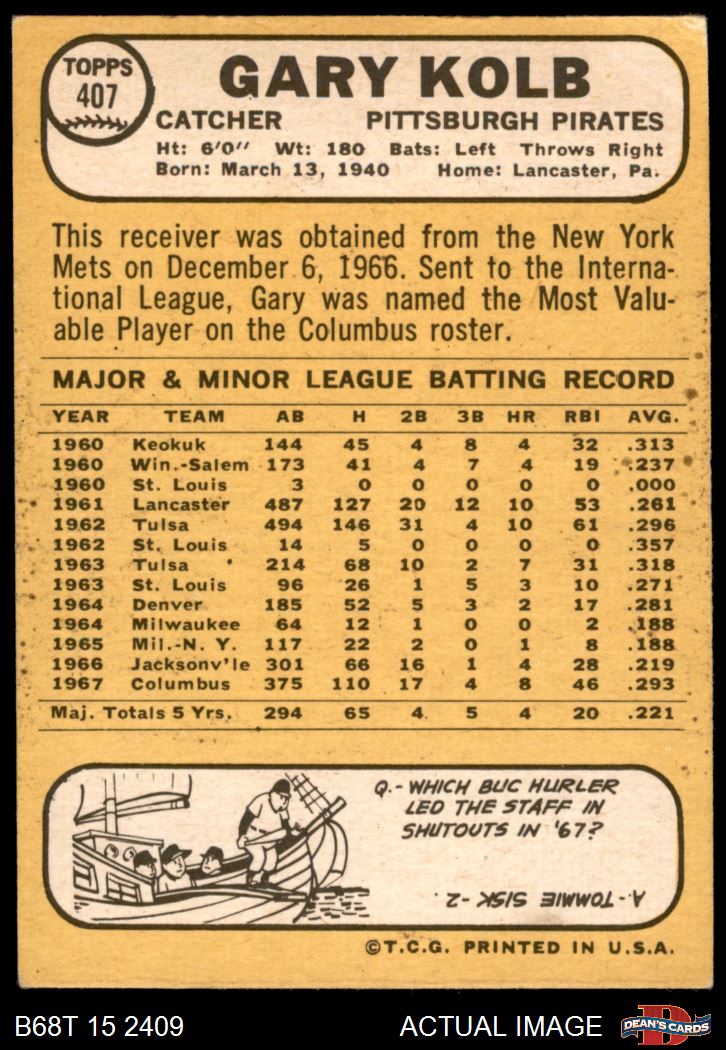 TOPPS
407
GARY KOLB
CATCHER PITTSBURGH PIRATES
Ht: 6'0" Wt: 180 Bats: Left Throws Right
Born: March 13, 1940 Home: Lancaster, Pa.
This receiver was obtained from the New York
Mets on December 6, 1966. Sent to the Interna-
tional League, Gary was named the Most Valu-
able Player on the Columbus roster.
MAJOR & MINOR LEAGUE BATTING RECORD
YEAR TEAM AB H 2B 3B HR RBI AVG.
1960 Keokuk 144 45 4 8 4 32 .313
1960 Win.-Salem 173 41 4 7 4 19 .237
1960 St. Louis 3 0 0 0 0 0 .000
1961 Lancaster 487 127 20 12 10 53 .261
1962 Tulsa 494 146 31 4 10 61 .296
1962 St. Louis 14 5 0 0 0 0 .357
1963 Tulsa 214 68 10 2 7 31 .318
1963 St. Louis 96 26 1 5 3 10 .271
1964 Denver 185 52 5 3 2 17 .281
1964 Milwaukee 64 12 1 0 0 2 .188
1965 Mil.-N. Y. 117 22 2 0 1 8 .188
1966 Jacksonv'le 301 66 16 1 4 28 .219
1967 Columbus 375 110 17 4 8 46 .293
Maj. Totals 5 Yrs. 294 65 4 5 4 20 .221
Q.- WHICH BUC HURLER
LED THE STAFF IN
SHUTOUTS IN '67?
A- TOMMIE SISK -2.
©T.C.G. PRINTED IN U.S.A.
B68T 15 2409 ACTUAL IMAGE
D
DEAN'S CARDS